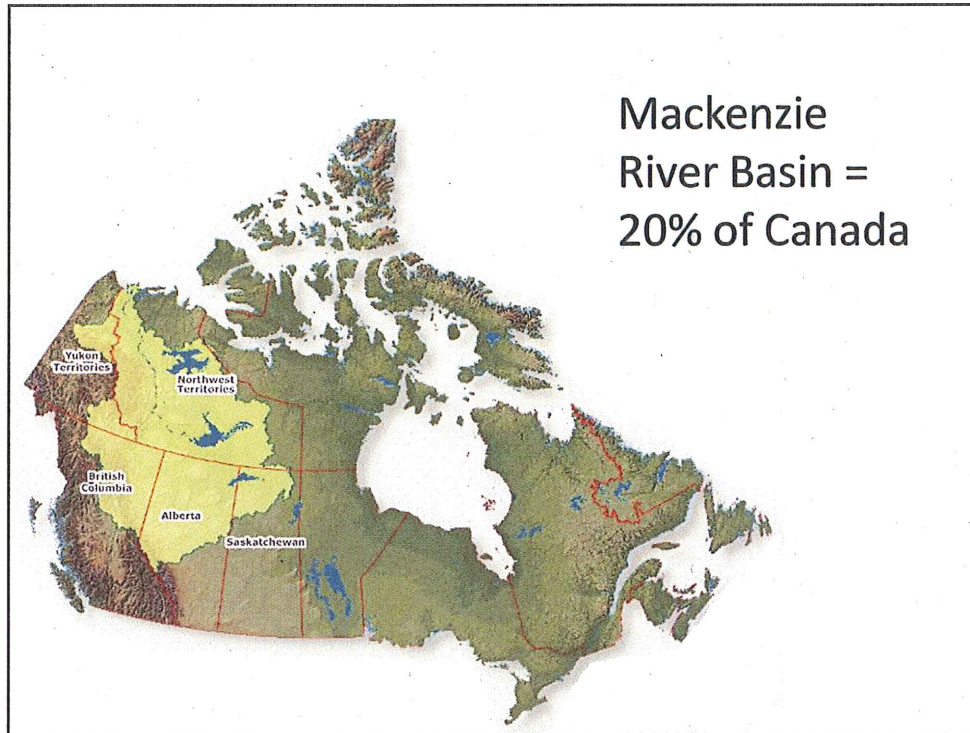 Mackenzie
River Basin =
20% of Canada
Yukon
Territories
Northwest
Territories
British
Columbia
Alberta
Saskatchewan